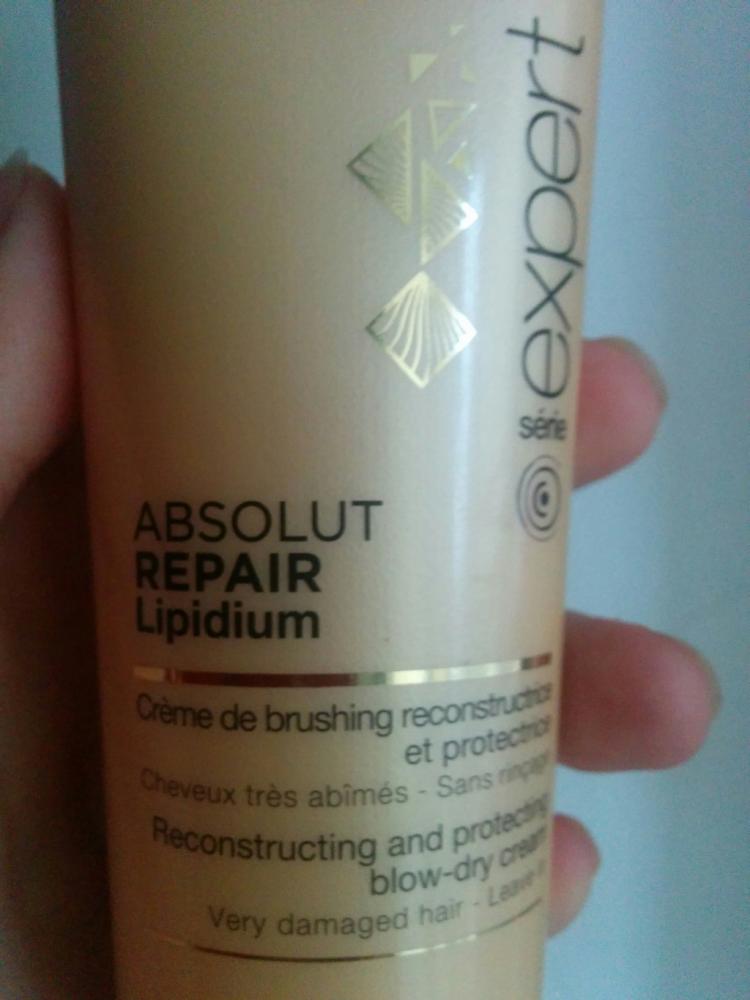 série expert
ABSOLUT
REPAIR
Lipidium
Crème de brushing reconstructrice
et protectrice
Cheveux très abîmés - Sans rinçage
Reconstructing and protecting
blow-dry cream
Very damaged hair - Leave